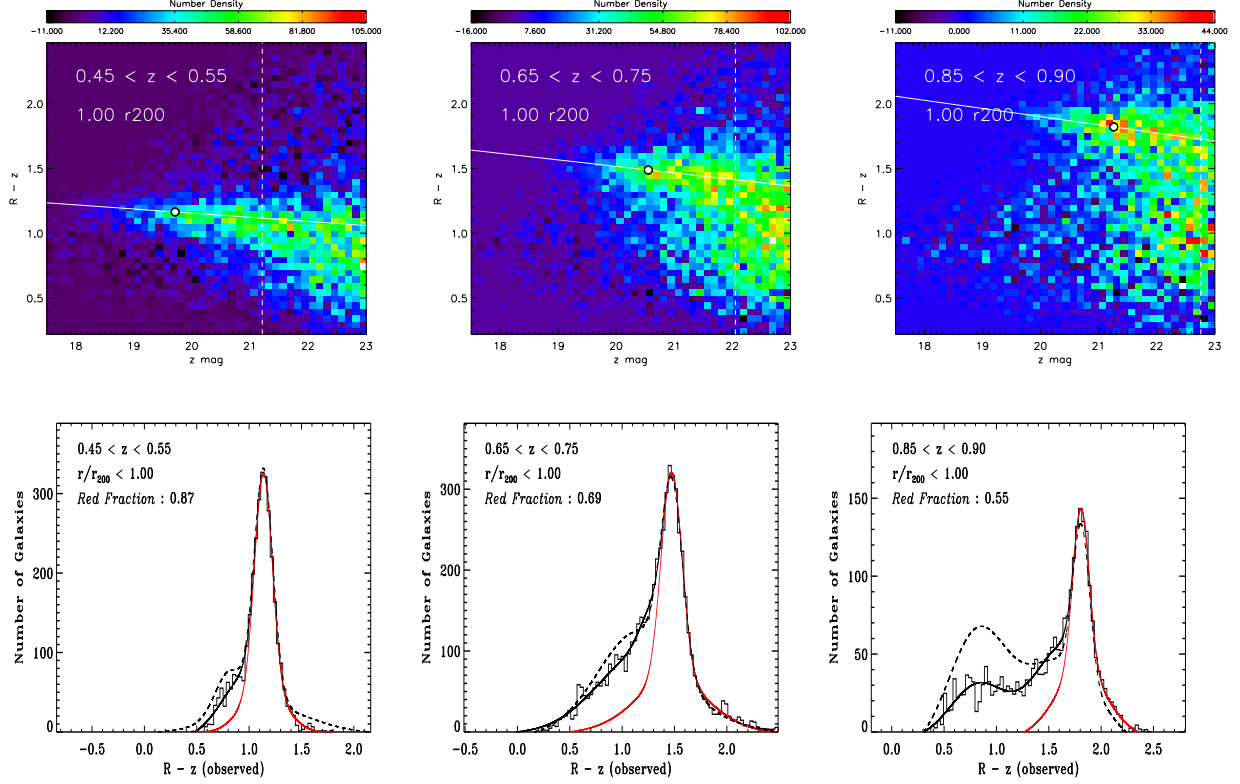 Number Density
−11.000 12.200 35.400 58.600 81.800 105.000
0.45 < z < 0.55
1.00 r200
R − z
2.0
1.5
1.0
0.5
18 19 20 21 22 23
z mag
Number Density
−16.000 7.600 31.200 54.800 78.400 102.000
0.65 < z < 0.75
1.00 r200
R − z
2.0
1.5
1.0
0.5
18 19 20 21 22 23
z mag
Number Density
−11.000 0.000 11.000 22.000 33.000 44.000
0.85 < z < 0.90
1.00 r200
R − z
2.0
1.5
1.0
0.5
18 19 20 21 22 23
z mag
0.45 < z < 0.55
r/r200 < 1.00
Red Fraction : 0.87
Number of Galaxies
300
200
100
0
−0.5 0.0 0.5 1.0 1.5 2.0
R − z (observed)
0.65 < z < 0.75
r/r200 < 1.00
Red Fraction : 0.69
Number of Galaxies
300
200
100
0
−0.5 0.0 0.5 1.0 1.5 2.0
R − z (observed)
0.85 < z < 0.90
r/r200 < 1.00
Red Fraction : 0.55
Number of Galaxies
150
100
50
0
0.0 0.5 1.0 1.5 2.0 2.5
R − z (observed)